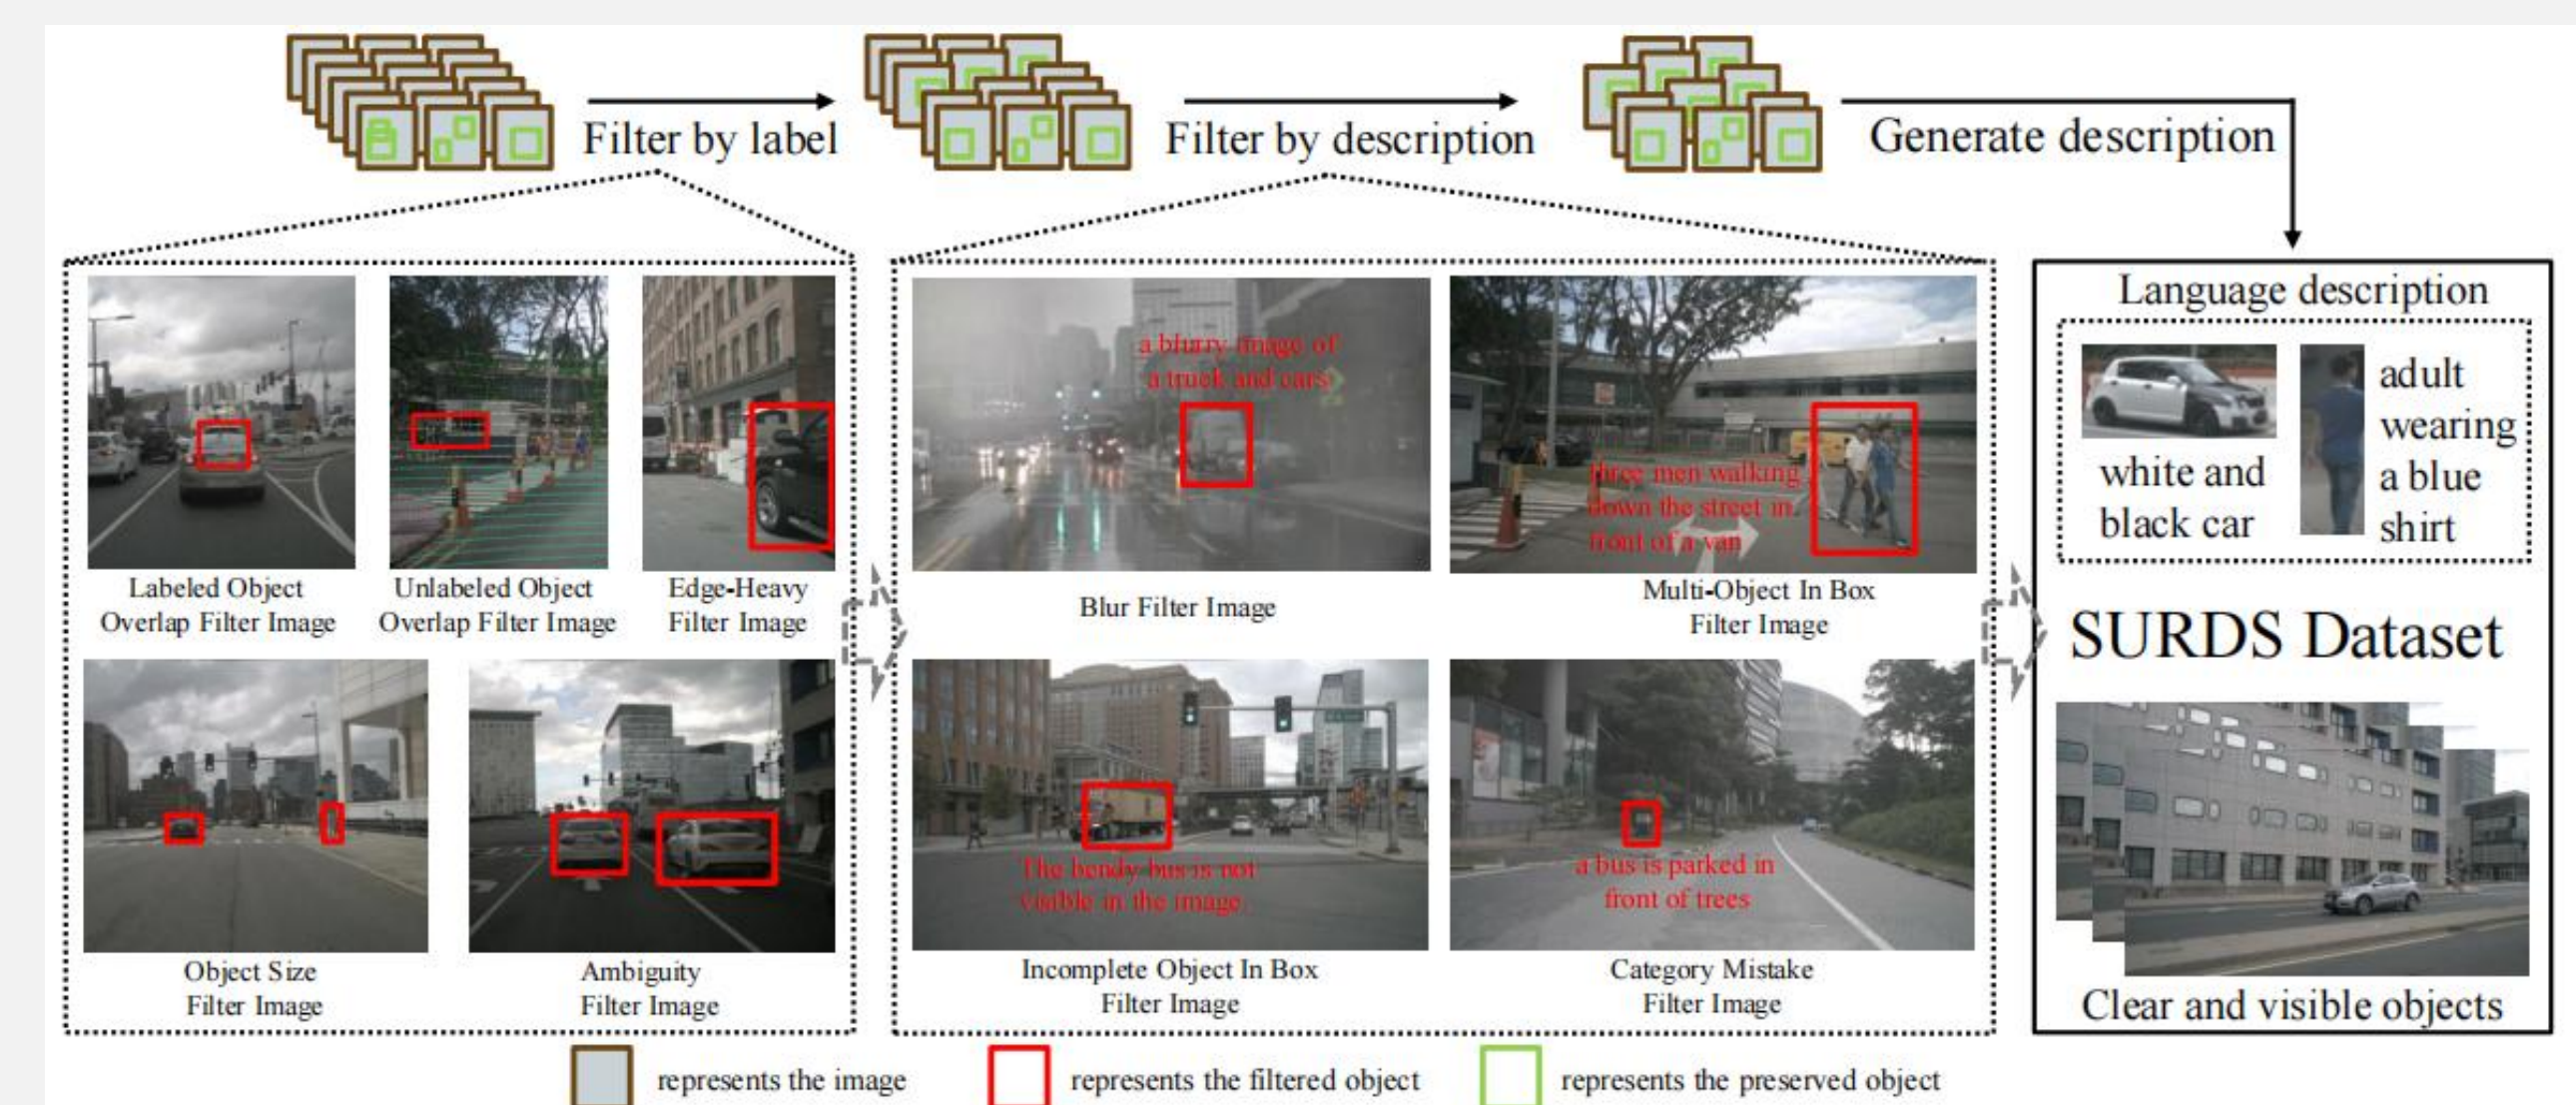 Filter by label
Filter by description
Generate description
Labeled Object
Overlap Filter Image
Unlabeled Object
Overlap Filter Image
Edge-Heavy
Filter Image
Object Size
Filter Image
Ambiguity
Filter Image
a blurry image of
a truck and cars
Blur Filter Image
three men walking
down the street in
front of a van
Multi-Object In Box
Filter Image
The bendy bus is not
visible in the image
Incomplete Object In Box
Filter Image
a bus is parked in
front of trees
Category Mistake
Filter Image
Language description
white and
black car
adult
wearing
a blue
shirt
SURDS Dataset
Clear and visible objects
represents the image
represents the filtered object
represents the preserved object